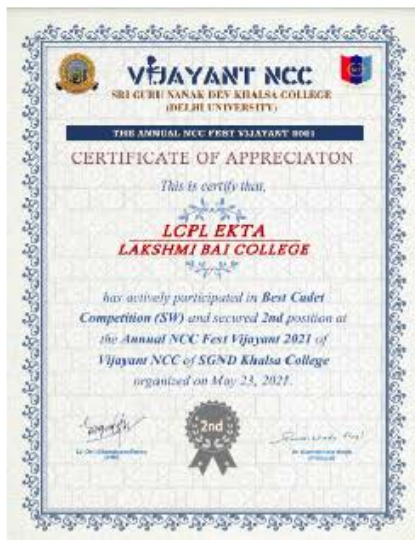 VIJAYANT NCC
SRI GURU NANAK DEV KHALSA COLLEGE
(DELHI UNIVERSITY)
THE ANNUAL NCC FEST VIJAYANT 2021
CERTIFICATE OF APPRECIATON
This is certify that,
LCPL EKTA
LAKSHMI BAI COLLEGE
has actively participated in Best Cadet
Competition (SW) and secured 2nd position at
the Annual NCC Fest Vijayant 2021 of
Vijayant NCC of SGND Khalsa College
organized on May 23, 2021.
2nd